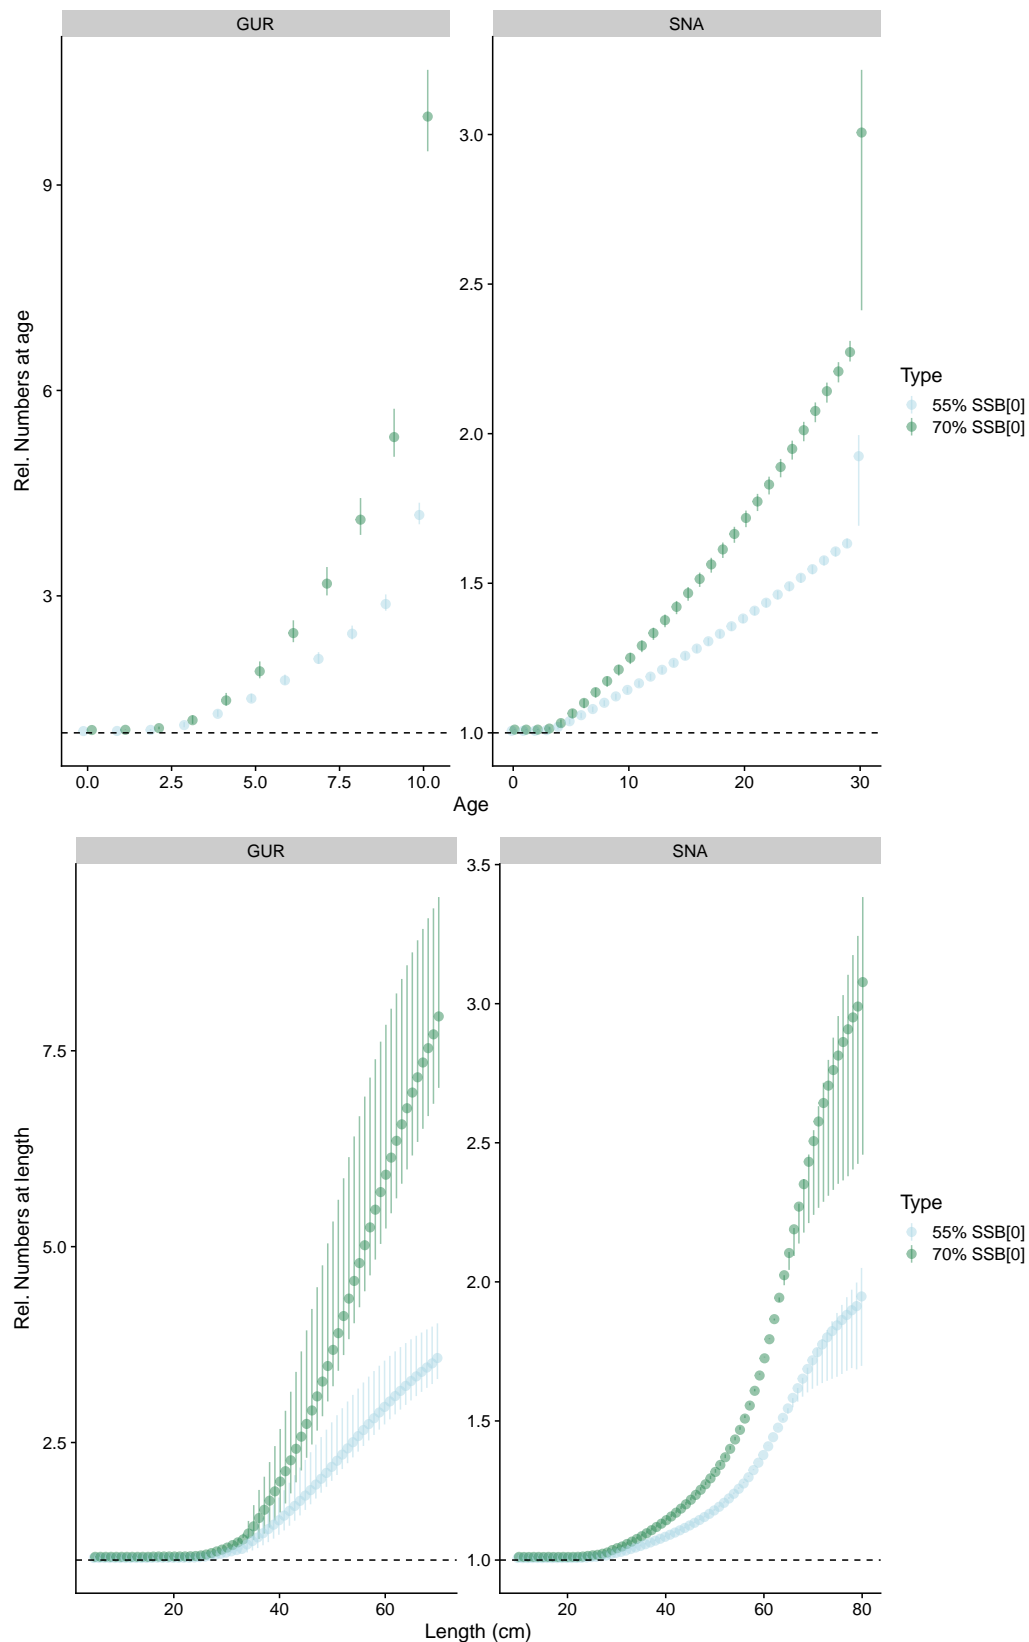 GUR
SNA
Rel. Numbers at age
9
6
3
3.0
2.5
2.0
1.5
1.0
0.0 2.5 5.0 7.5 10.0
0 10 20 30
Age
Type
55% SSB[0]
70% SSB[0]
GUR
SNA
Rel. Numbers at length
7.5
5.0
2.5
3.5
3.0
2.5
2.0
1.5
1.0
20 40 60
20 40 60 80
Length (cm)
Type
55% SSB[0]
70% SSB[0]